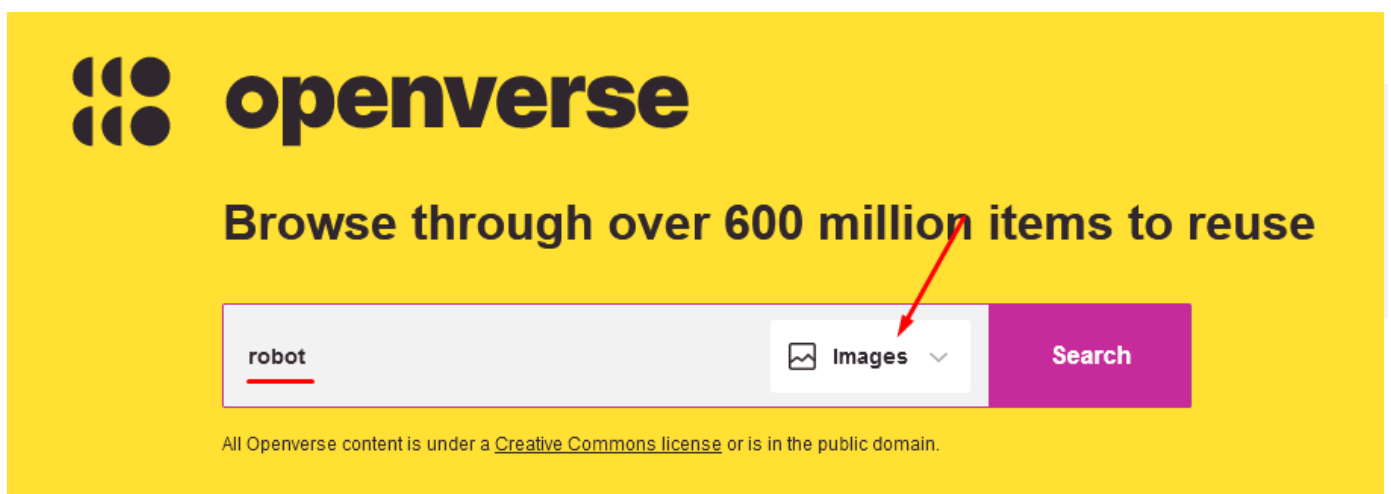 openverse
Browse through over 600 million items to reuse
robot
Images
Search
All Openverse content is under a Creative Commons license or is in the public domain.